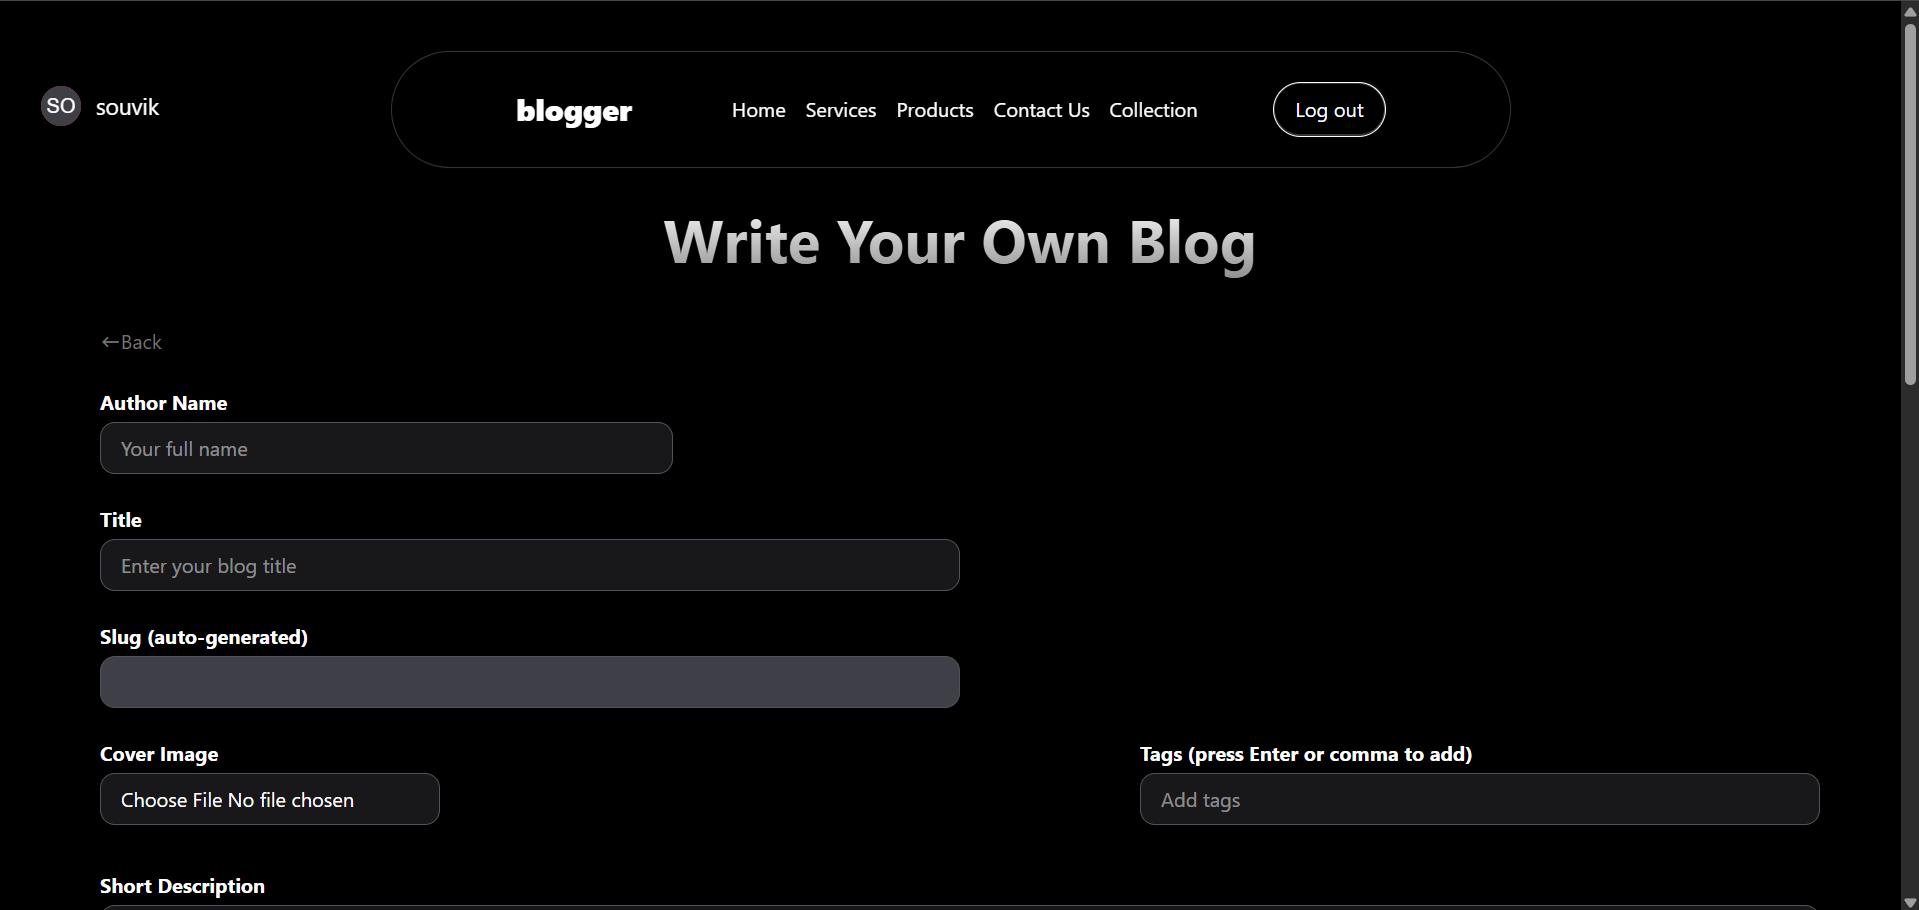 SO souvik
blogger Home Services Products Contact Us Collection Log out
Write Your Own Blog
←Back
Author Name
Your full name
Title
Enter your blog title
Slug (auto-generated)
Cover Image
Choose File No file chosen
Tags (press Enter or comma to add)
Add tags
Short Description